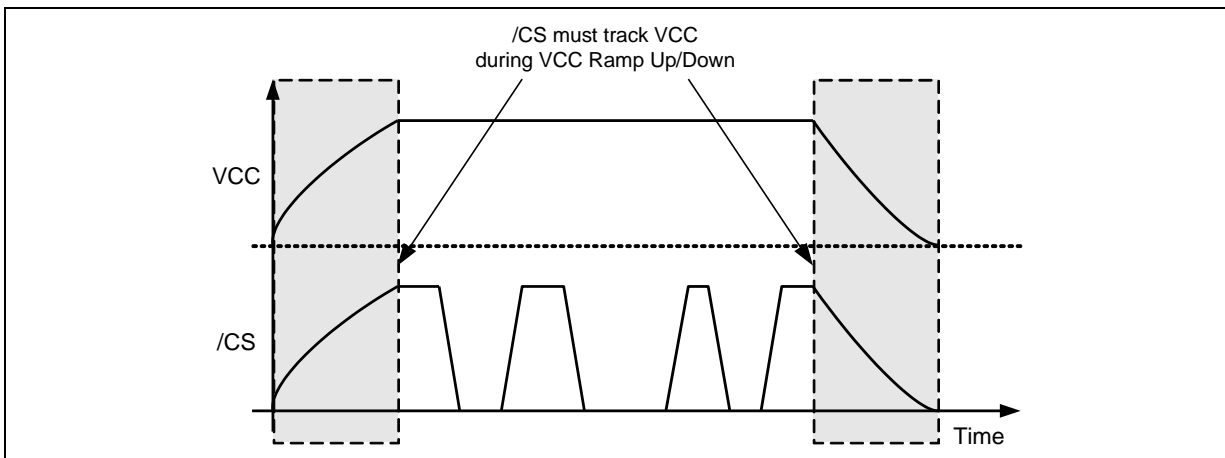 /CS must track VCC
during VCC Ramp Up/Down
VCC
/CS
Time